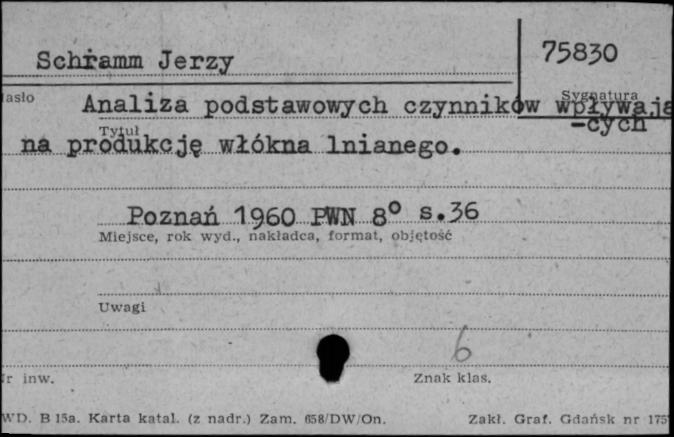 Schramm Jerzy
75830
asło
Sygnatura
Analiza podstawowych czynników wpływają
-cych
Tytuł
na produkcję włókna lnianego.
Poznań 1960 PWN 8° s.36
Miejsce, rok wyd., nakładca, format, objętość
Uwagi
6
Nr inw.
Znak klas.
WD. B 15a. Karta katal. (z nadr.) Zam. 658/DW/On.
Zakł. Graf. Gdańsk nr 175